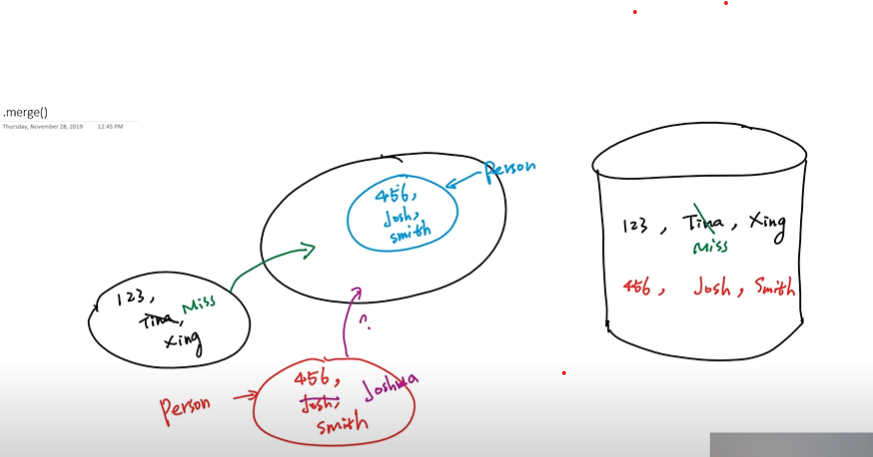 .merge()
Thursday, November 28, 2019 12:45 PM
Person
456,
Josh,
smith
123, Tina, Xing
Miss
456, Josh, Smith
123,
Tina, Miss
Xing
?
Person
456,
Josh, Joshua
smith